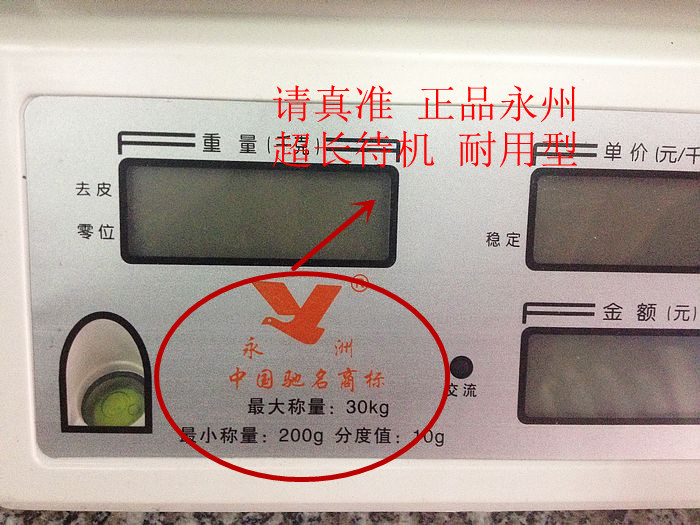 请真准 正品永州
超长待机 耐用型
重 量(千克)
单价(元/千
去皮
零位
稳定
金 额(元)
®
永 洲
中国驰名商标
交流
最大称量：30kg
最小称量：200g 分度值：10g